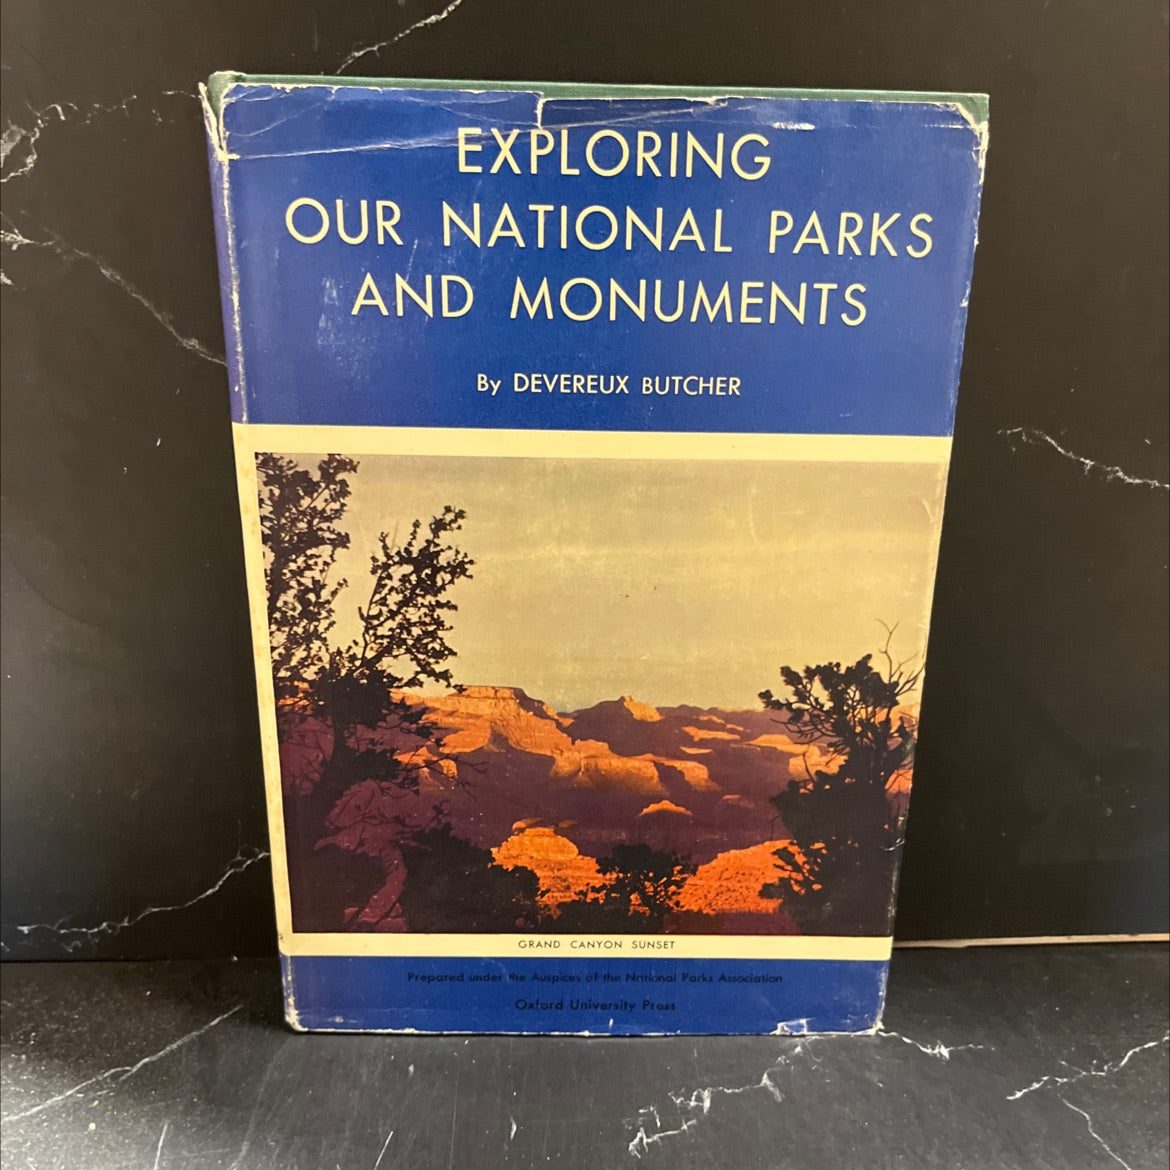 EXPLORING
OUR NATIONAL PARKS
AND MONUMENTS
By DEVEREUX BUTCHER
GRAND CANYON SUNSET
Prepared under the Auspices of the National Parks Association
Oxford University Press